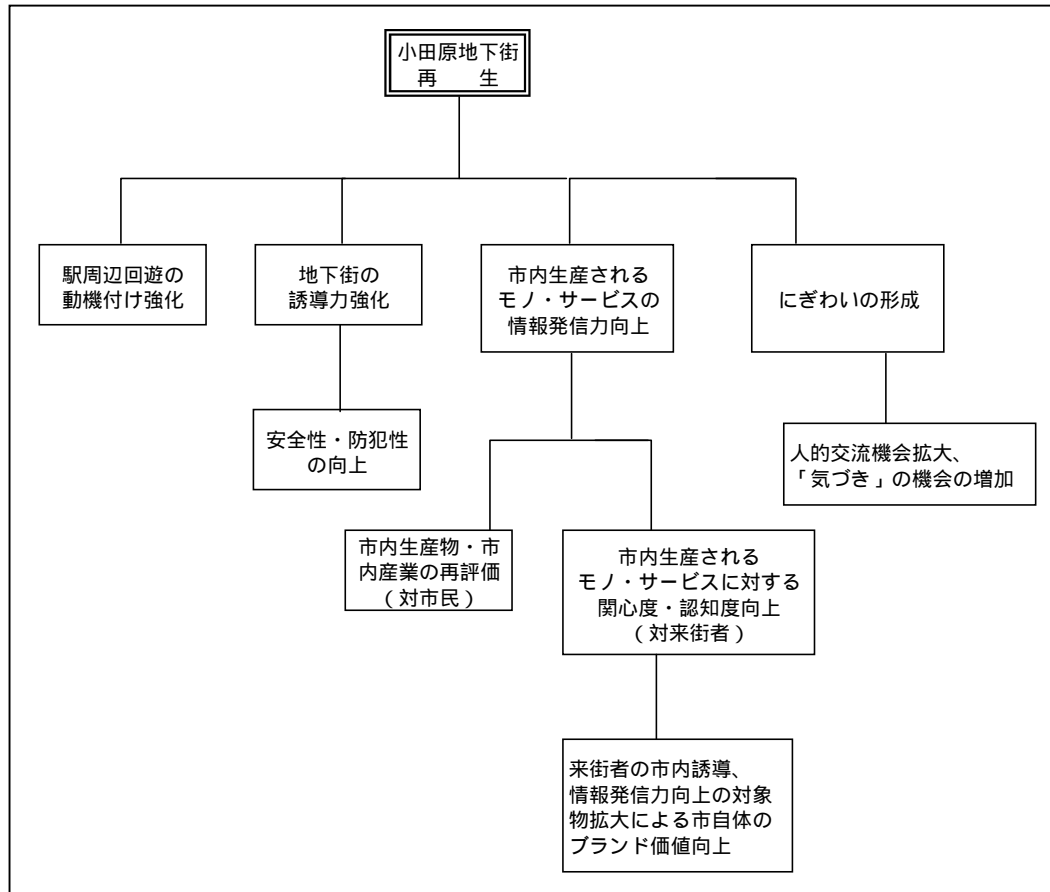 小田原地下街
再　　生
駅周辺回遊の
動機付け強化
地下街の
誘導力強化
市内生産される
モノ・サービスの
情報発信力向上
にぎわいの形成
安全性・防犯性
の向上
人的交流機会拡大、
「気づき」の機会の増加
市内生産物・市
内産業の再評価
（対市民）
市内生産される
モノ・サービスに対する
関心度・認知度向上
（対来街者）
来街者の市内誘導、
情報発信力向上の対象
物拡大による市自体の
ブランド価値向上